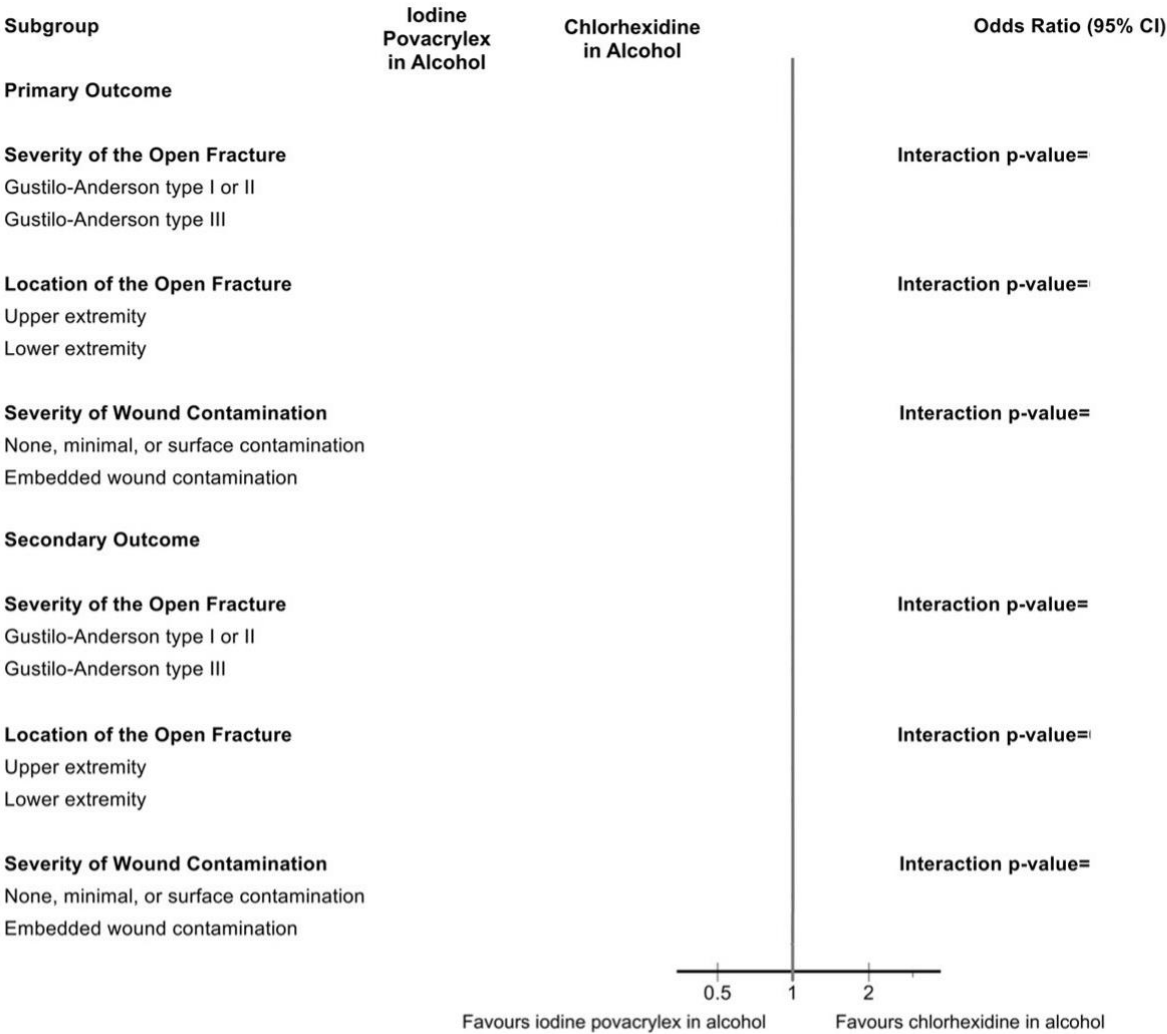 Subgroup Iodine Povacrylex in Alcohol Chlorhexidine in Alcohol Odds Ratio (95% CI)
Primary Outcome
Severity of the Open Fracture Interaction p-value=
Gustilo-Anderson type I or II
Gustilo-Anderson type III
Location of the Open Fracture Interaction p-value=
Upper extremity
Lower extremity
Severity of Wound Contamination Interaction p-value=
None, minimal, or surface contamination
Embedded wound contamination
Secondary Outcome
Severity of the Open Fracture Interaction p-value=
Gustilo-Anderson type I or II
Gustilo-Anderson type III
Location of the Open Fracture Interaction p-value=
Upper extremity
Lower extremity
Severity of Wound Contamination Interaction p-value=
None, minimal, or surface contamination
Embedded wound contamination
0.5 1 2
Favours iodine povacrylex in alcohol Favours chlorhexidine in alcohol